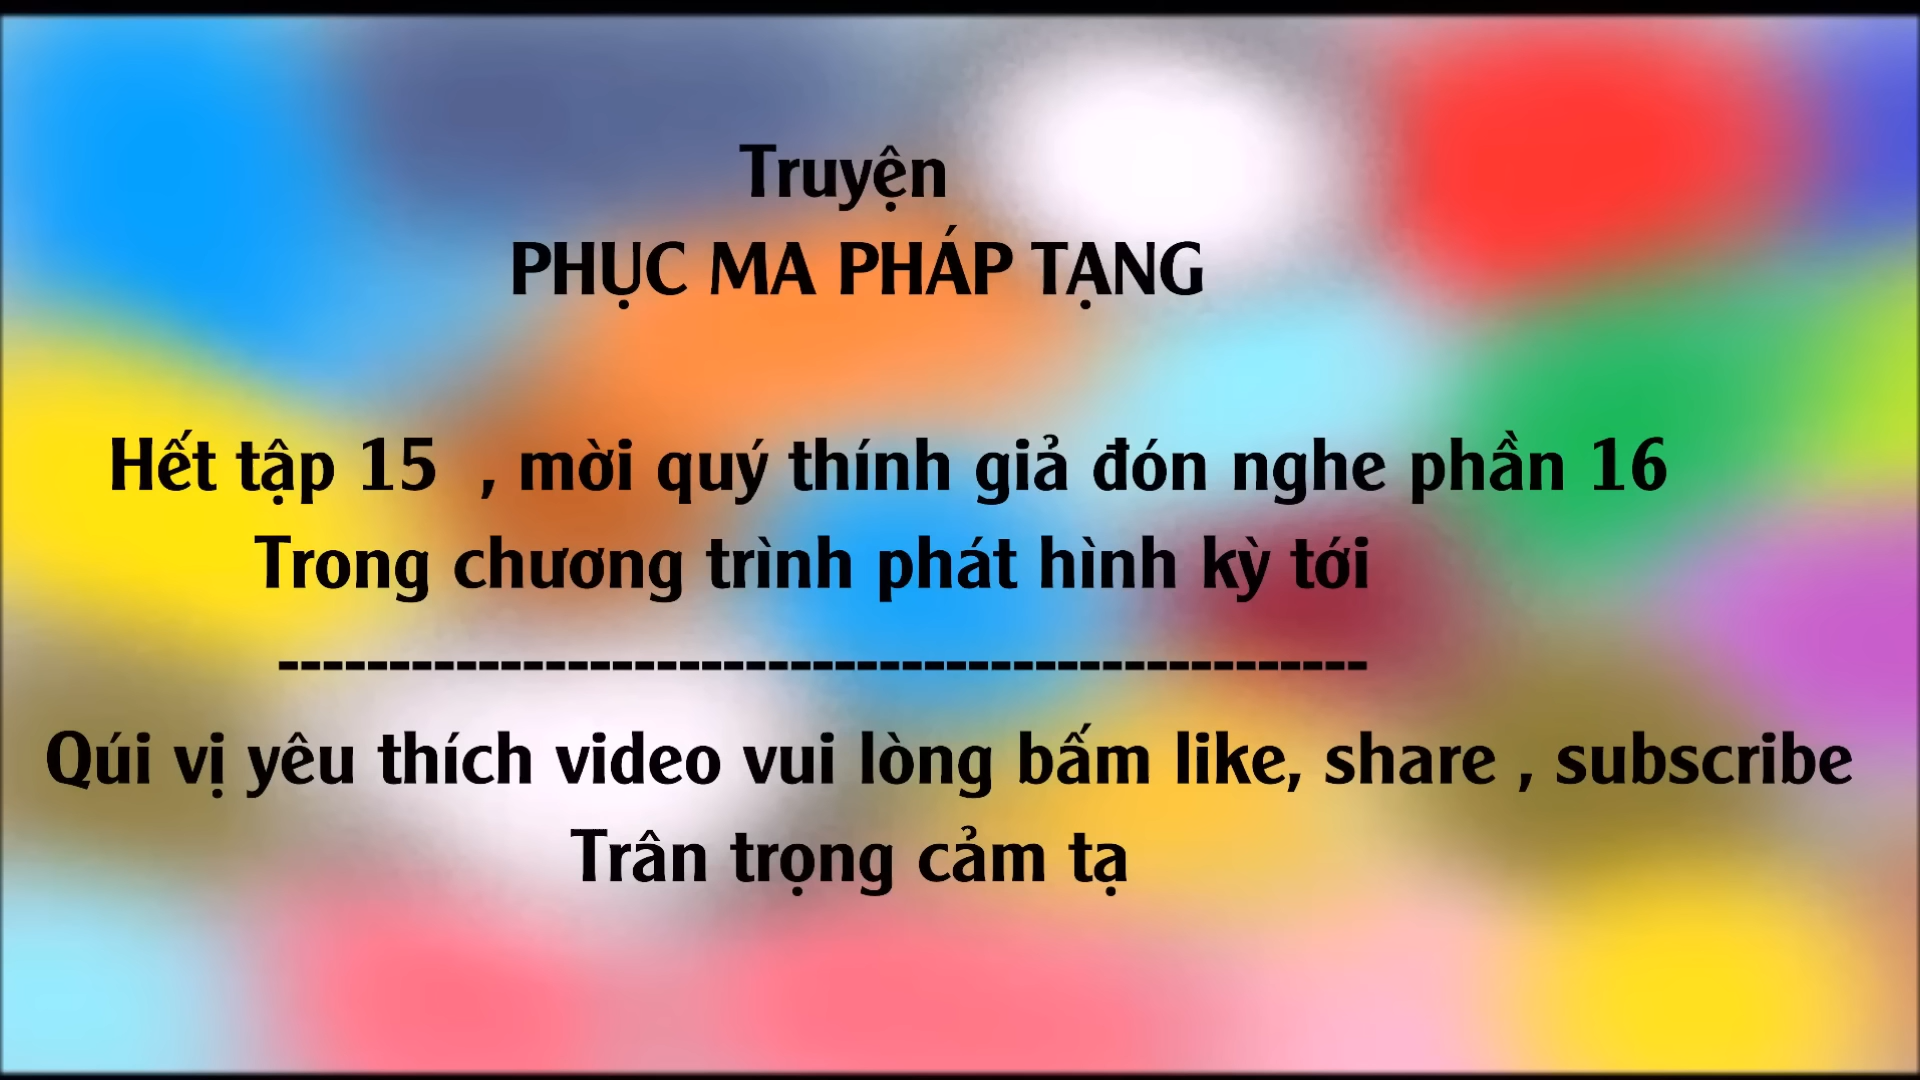 Truyện
PHỤC MA PHÁP TẠNG
Hết tập 15 , mời quý thính giả đón nghe phần 16
Trong chương trình phát hình kỳ tới
-------------------------------------------------
Qúi vị yêu thích video vui lòng bấm like, share , subscribe
Trân trọng cảm tạ